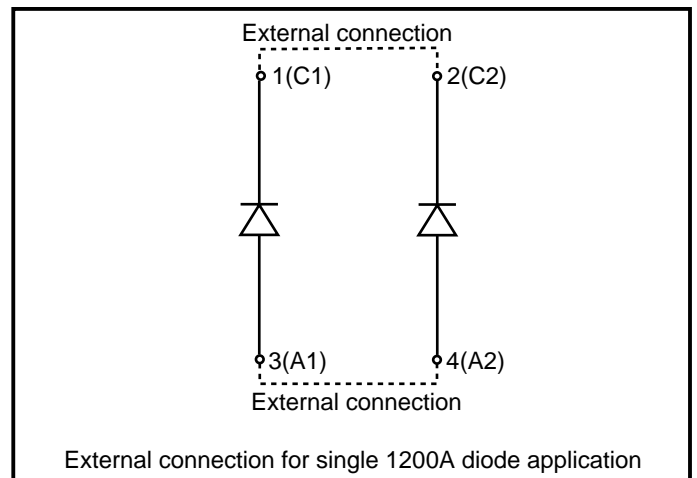 External connection
1(C1)
2(C2)
3(A1)
4(A2)
External connection
External connection for single 1200A diode application